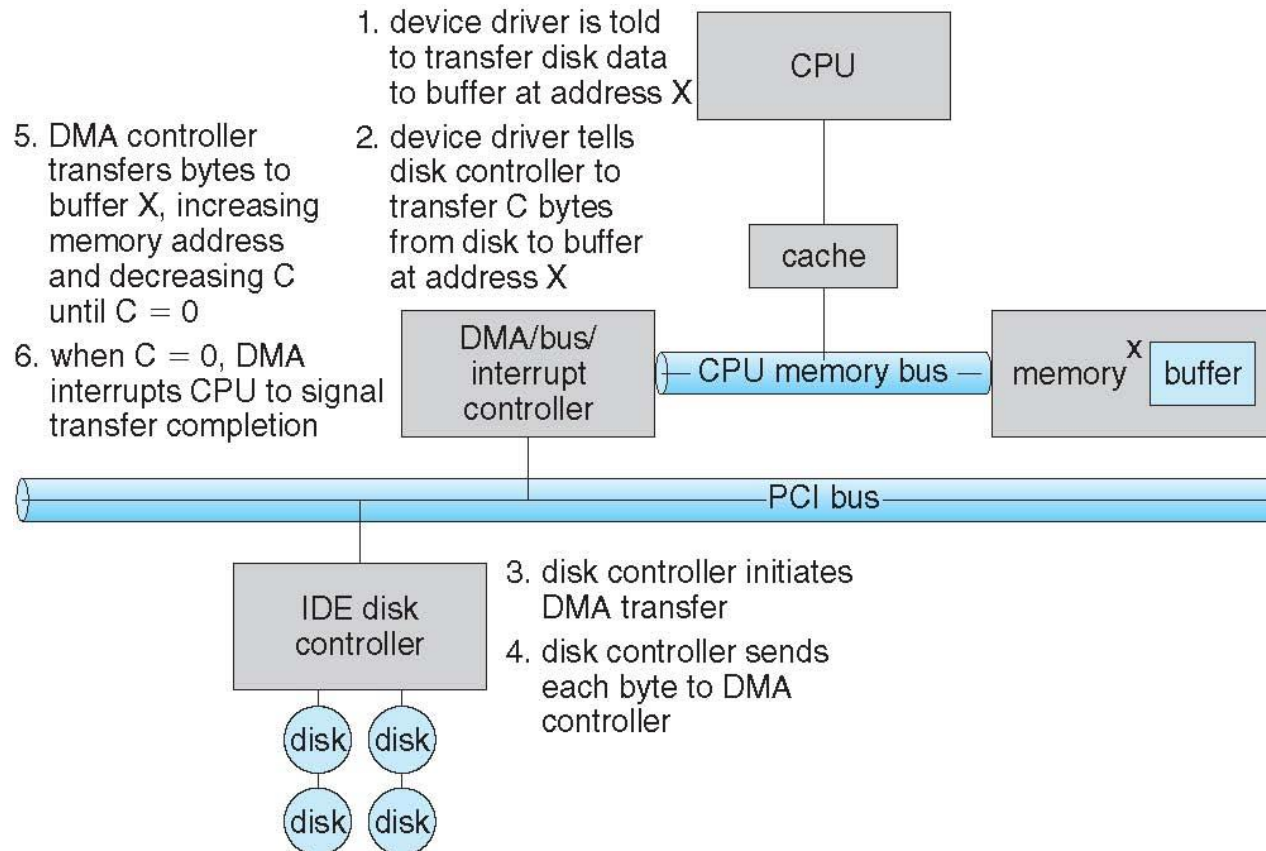 1. device driver is told
to transfer disk data
to buffer at address X
CPU
5. DMA controller
transfers bytes to
buffer X, increasing
memory address
and decreasing C
until C = 0
2. device driver tells
disk controller to
transfer C bytes
from disk to buffer
at address X
cache
6. when C = 0, DMA
interrupts CPU to signal
transfer completion
DMA/bus/
interrupt
controller
CPU memory bus
memory
X
buffer
PCI bus
IDE disk
controller
3. disk controller initiates
DMA transfer
4. disk controller sends
each byte to DMA
controller
disk
disk
disk
disk